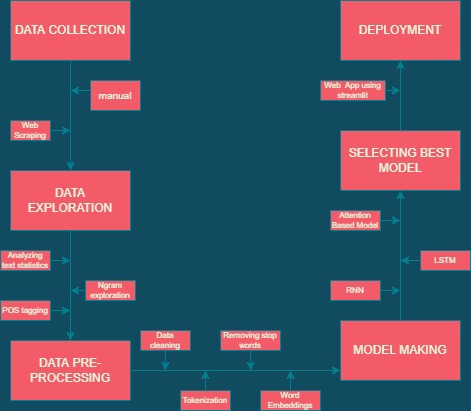 DATA COLLECTION
manual
Web
Scraping
DATA
EXPLORATION
Analyzing
text statistics
Ngram
exploration
POS tagging
DATA PRE-
PROCESSING
Data
cleaning
Removing stop
words
Tokenization
Word
Embeddings
MODEL MAKING
RNN
LSTM
Attention
Based Model
SELECTING BEST
MODEL
Web App using
streamlit
DEPLOYMENT